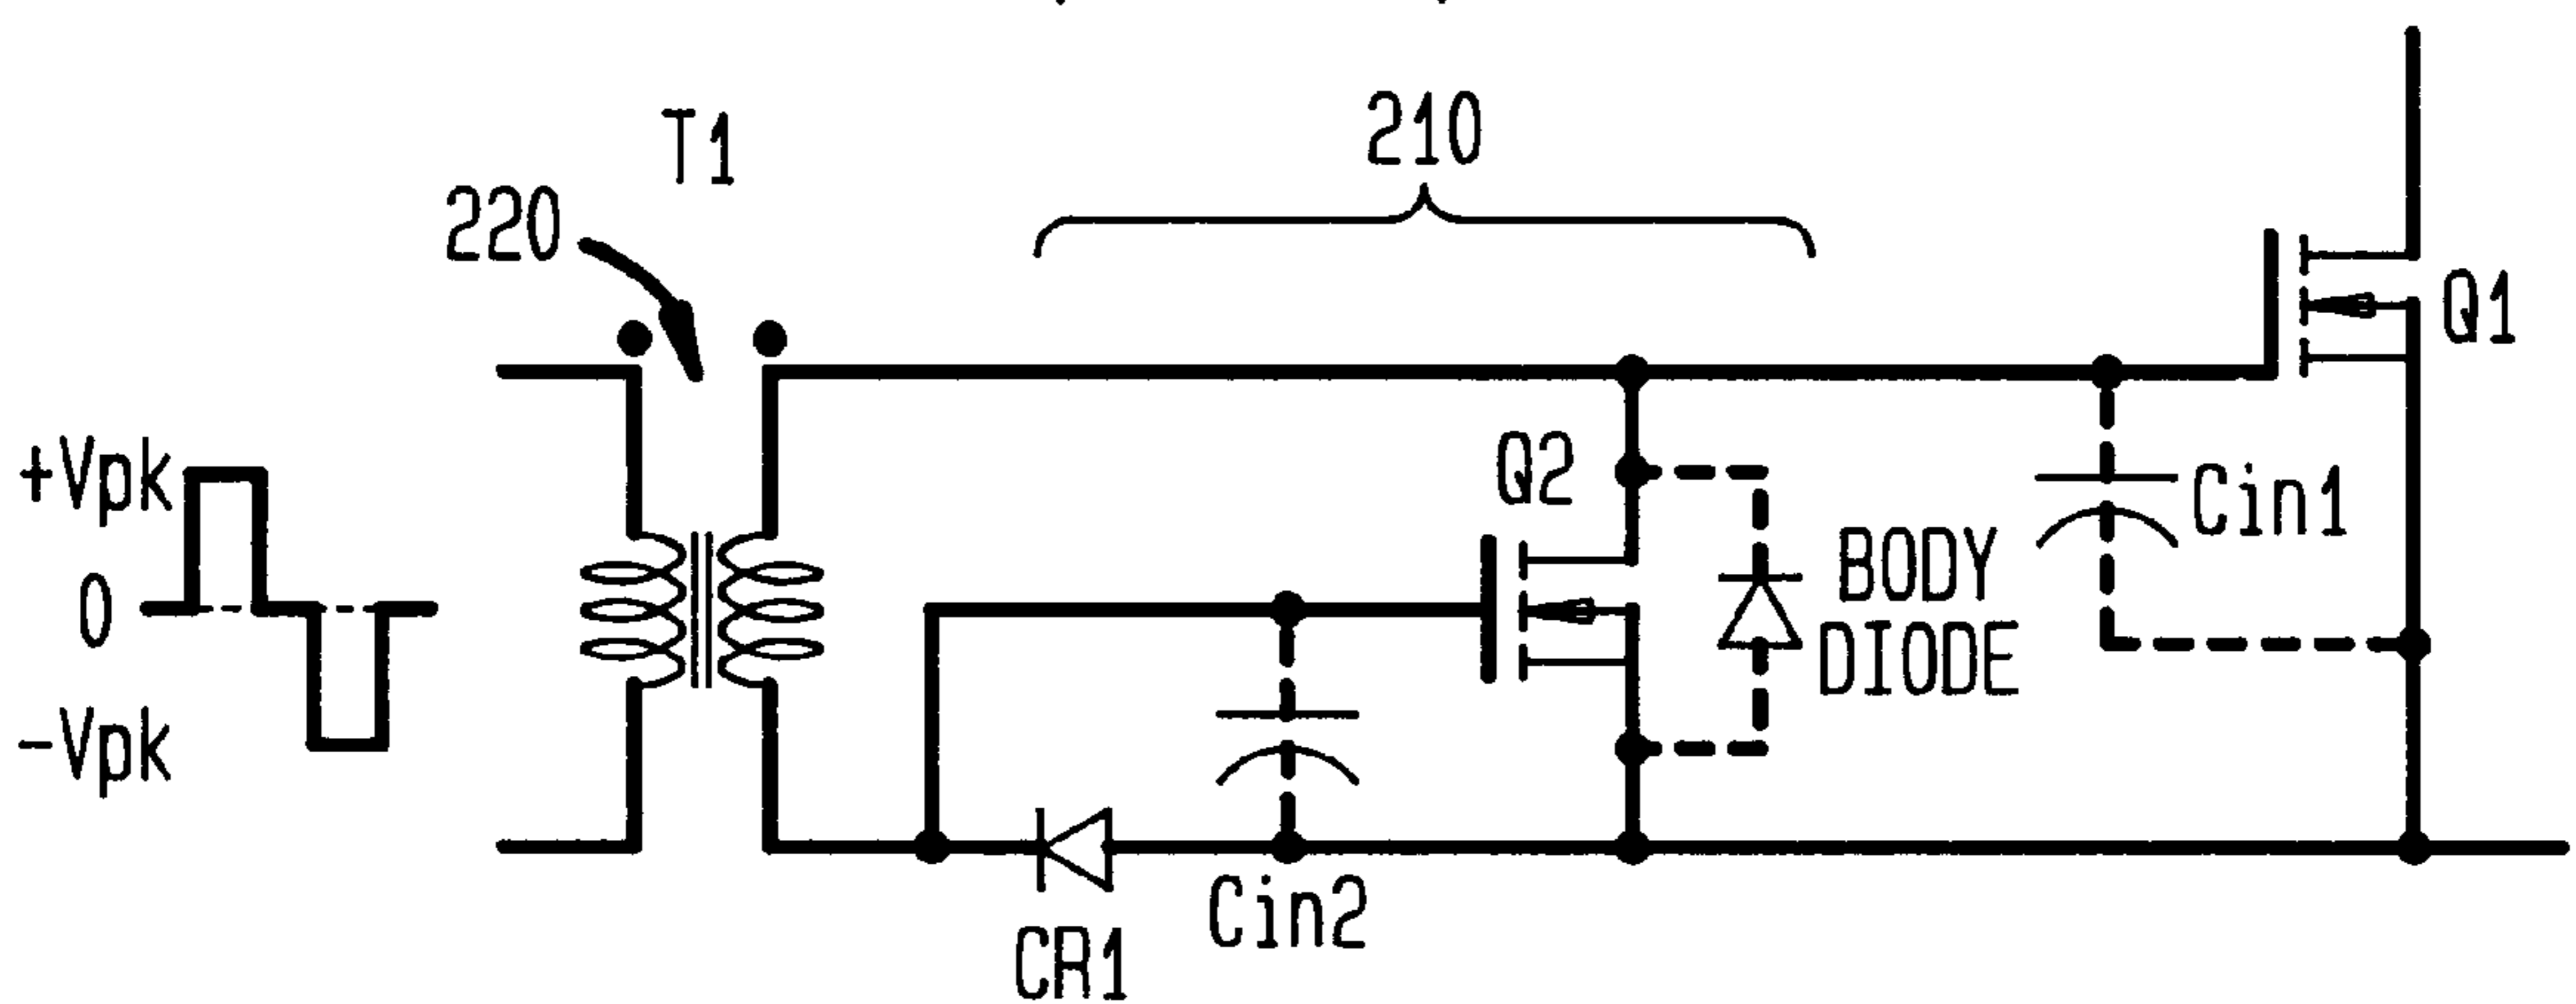 T1
210
220
Q1
+Vpk
Q2
Cin1
BODY
DIODE
0
-Vpk
Cin2
CR1